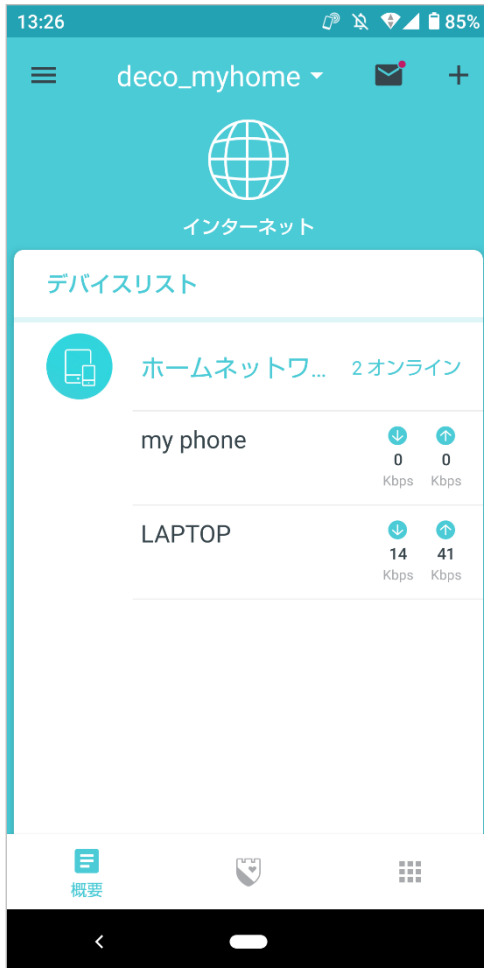 13:26 85%
deco_myhome
インターネット
デバイスリスト
ホームネットワ... 2 オンライン
my phone 0 0
Kbps Kbps
LAPTOP 14 41
Kbps Kbps
概要